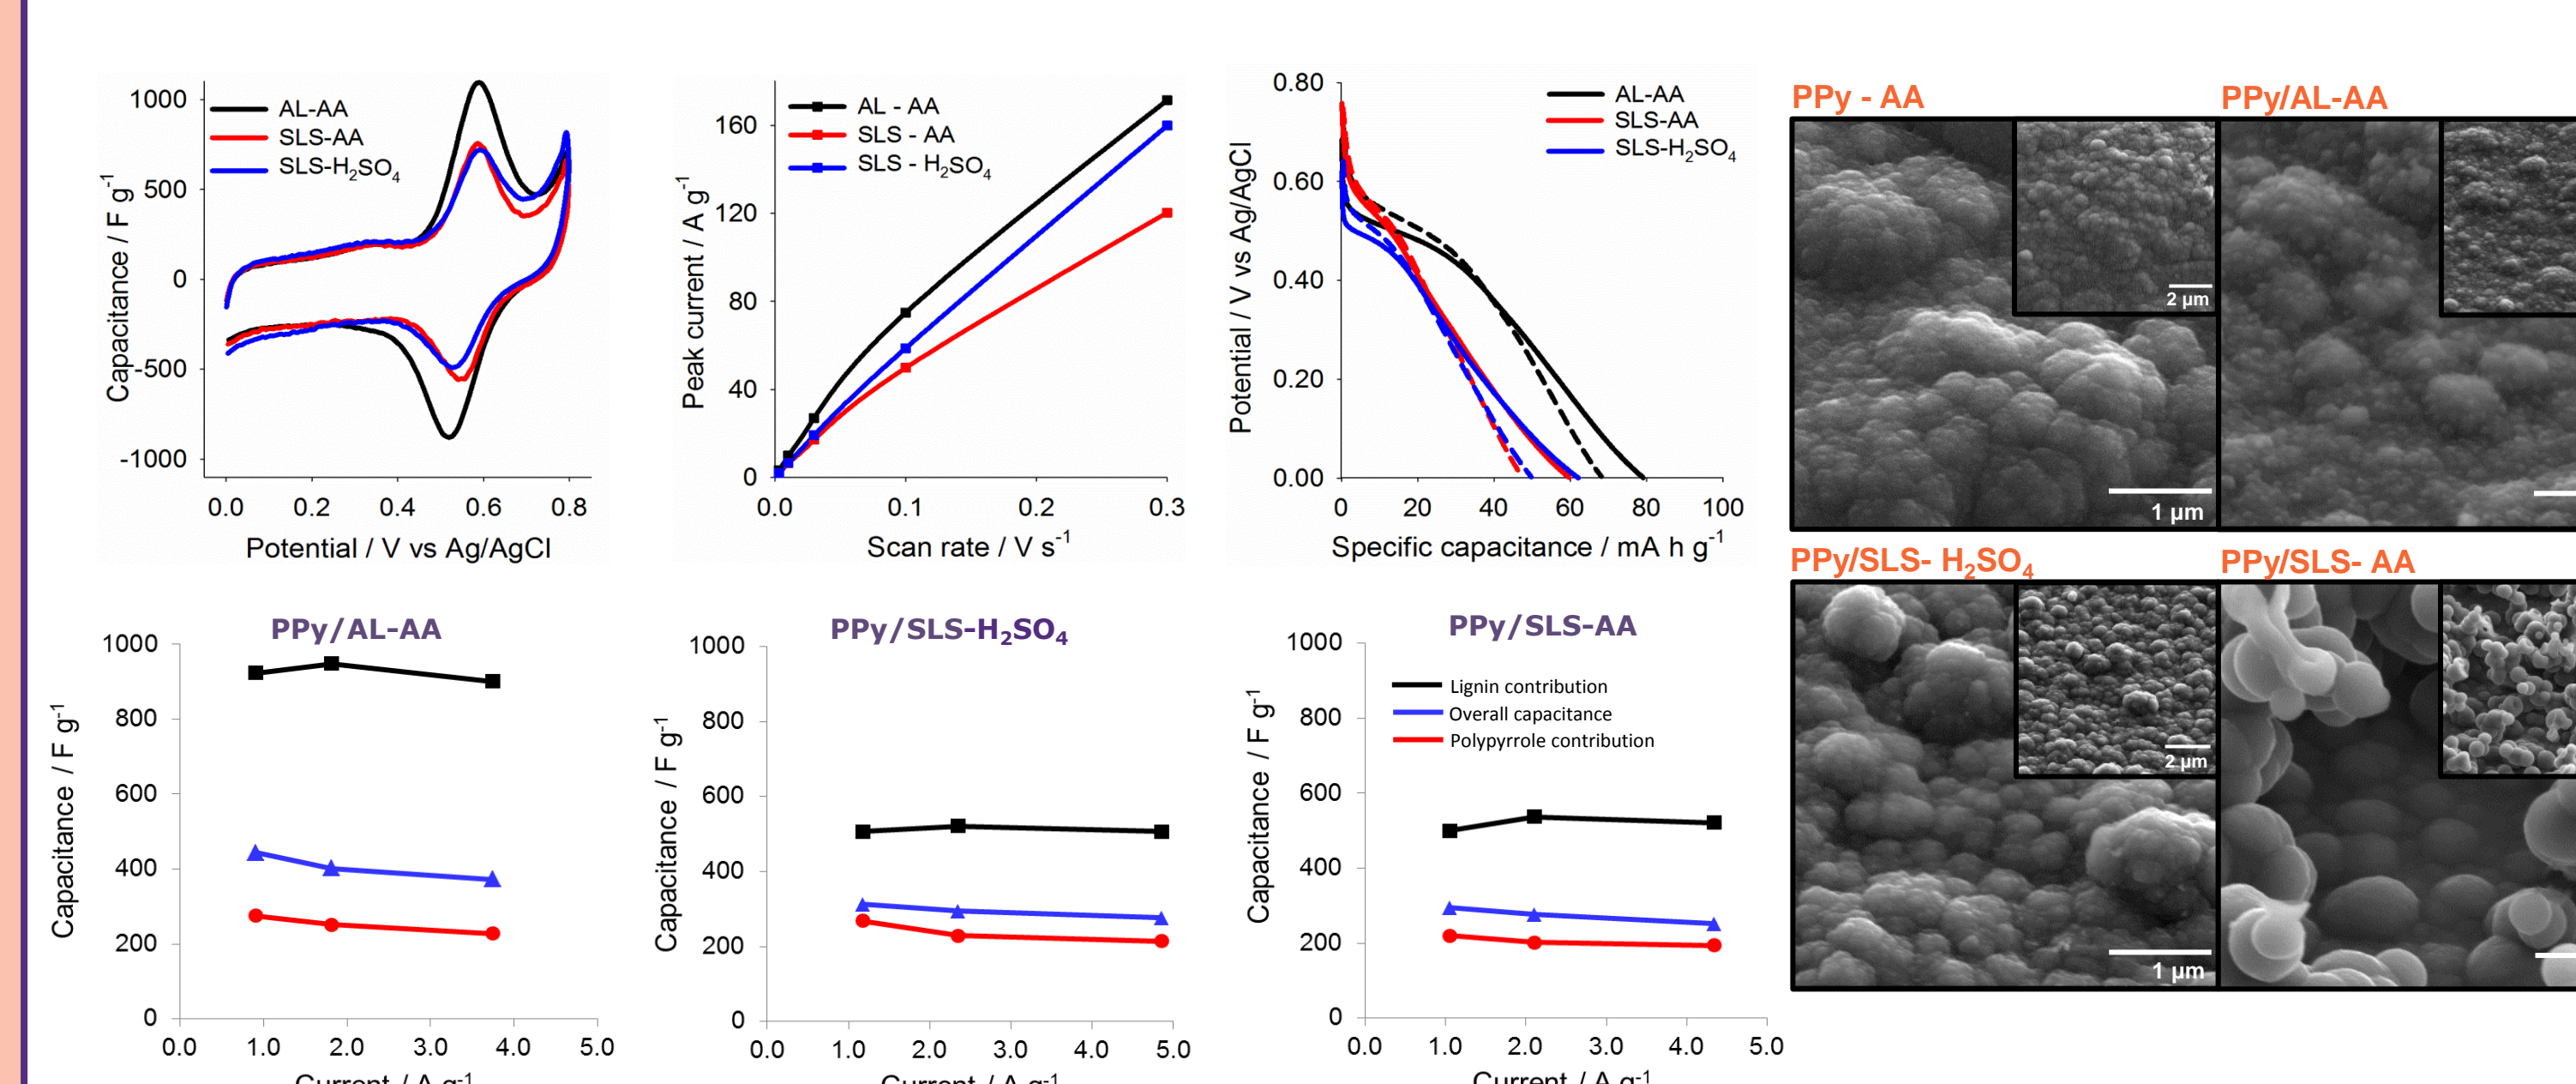 1000
500
0
-500
-1000
Capacitance / F g-1
AL-AA
SLS-AA
SLS-H2SO4
0.0 0.2 0.4 0.6 0.8
Potential / V vs Ag/AgCl
160
120
80
40
0
Peak current / A g-1
AL - AA
SLS - AA
SLS - H2SO4
0.0 0.1 0.2 0.3
Scan rate / V s-1
0.80
0.60
0.40
0.20
0.00
Potential / V vs Ag/AgCl
AL-AA
SLS-AA
SLS-H2SO4
0 20 40 60 80 100
Specific capacitance / mA h g-1
PPy - AA
2 µm
1 µm
PPy/AL-AA
PPy/SLS- H2SO4
2 µm
1 µm
PPy/SLS- AA
PPy/AL-AA
1000
800
600
400
200
0
Capacitance / F g-1
0.0 1.0 2.0 3.0 4.0 5.0
Current / A g-1
PPy/SLS-H2SO4
1000
800
600
400
200
0
Capacitance / F g-1
0.0 1.0 2.0 3.0 4.0 5.0
Current / A g-1
PPy/SLS-AA
1000
800
600
400
200
0
Capacitance / F g-1
Lignin contribution
Overall capacitance
Polypyrrole contribution
0.0 1.0 2.0 3.0 4.0 5.0
Current / A g-1